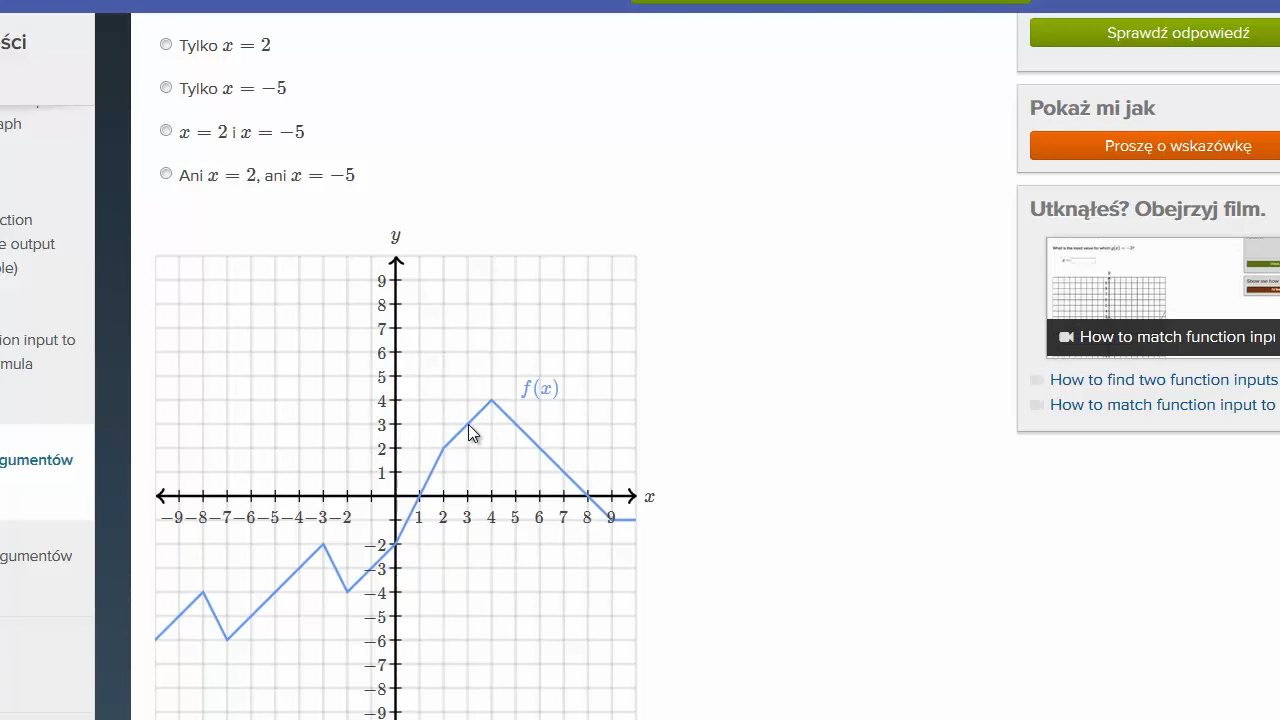 ści
aph
ction
e output
le)
ion input to
rmula
gumentów
gumentów
Tylko x = 2
Tylko x = −5
x = 2 i x = −5
Ani x = 2, ani x = −5
y
9
8
7
6
5
4
3
2
1
f(x)
x
−9 −8 −7 −6 −5 −4 −3 −2 1 2 3 4 5 6 7 8 9
−2
−3
−4
−5
−6
−7
−8
−9
Sprawdź odpowiedź
Pokaż mi jak
Proszę o wskazówkę
Utknąłeś? Obejrzyj film.
How to match function inpu
How to find two function inputs
How to match function input to